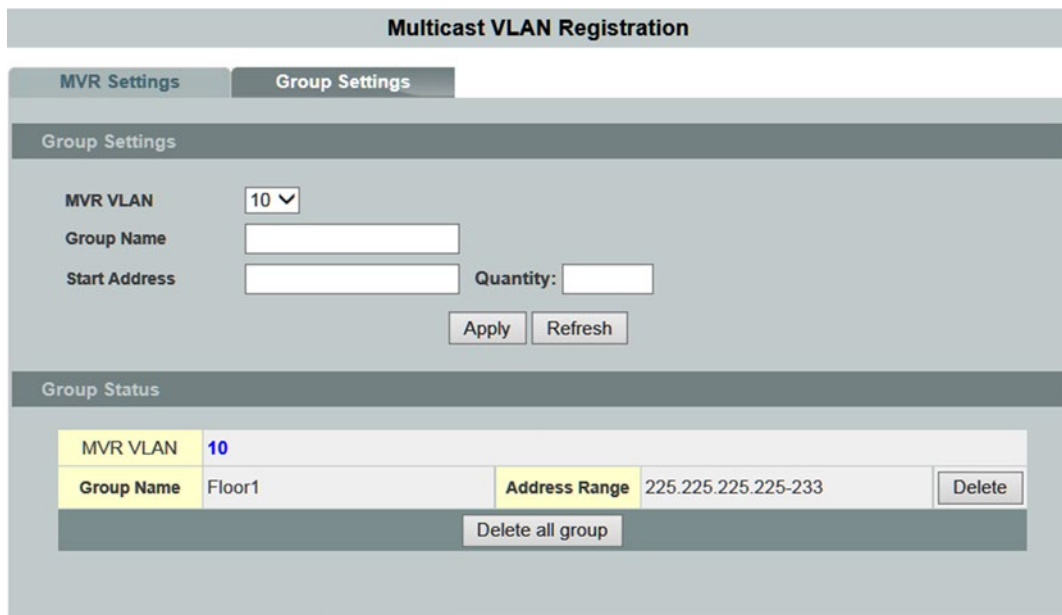 Multicast VLAN Registration
MVR Settings Group Settings
Group Settings
MVR VLAN 10
Group Name
Start Address Quantity:
Apply Refresh
Group Status
MVR VLAN 10
Group Name Floor1 Address Range 225.225.225.225-233 Delete
Delete all group